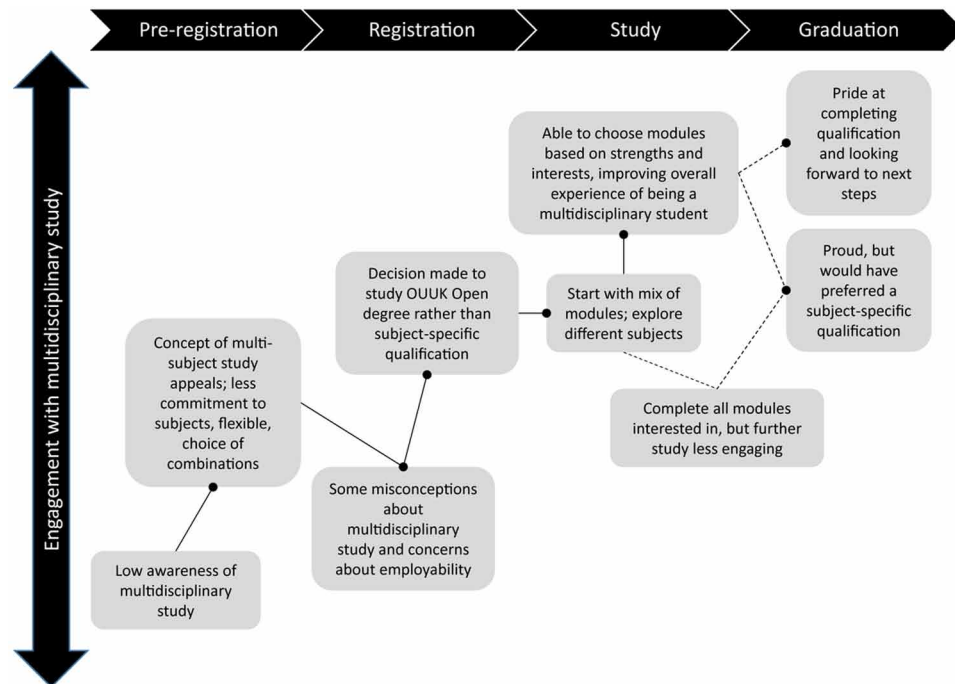 Pre-registration
Registration
Study
Graduation
Engagement with multidisciplinary study
Low awareness of
multidisciplinary
study
Concept of multi-
subject study
appeals; less
commitment to
subjects, flexible,
choice of
combinations
Some misconceptions
about
multidisciplinary
study and concerns
about employability
Decision made to
study OUUK Open
degree rather than
subject-specific
qualification
Start with mix of
modules; explore
different subjects
Able to choose modules
based on strengths and
interests, improving overall
experience of being a
multidisciplinary student
Complete all modules
interested in, but further
study less engaging
Pride at
completing
qualification
and looking
forward to next
steps
Proud, but
would have
preferred a
subject-specific
qualification